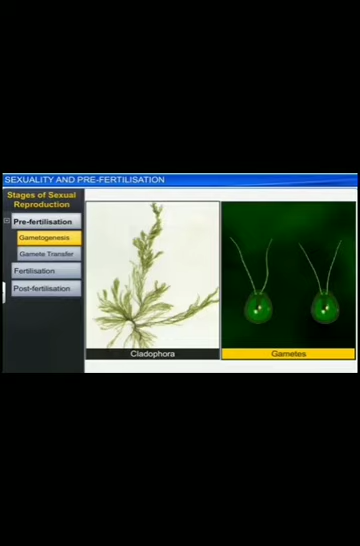 SEXUALITY AND PRE-FERTILISATION
Stages of Sexual
Reproduction
Pre-fertilisation
Gametogenesis
Gamete Transfer
Fertilisation
Post-fertilisation
Cladophora
Gametes